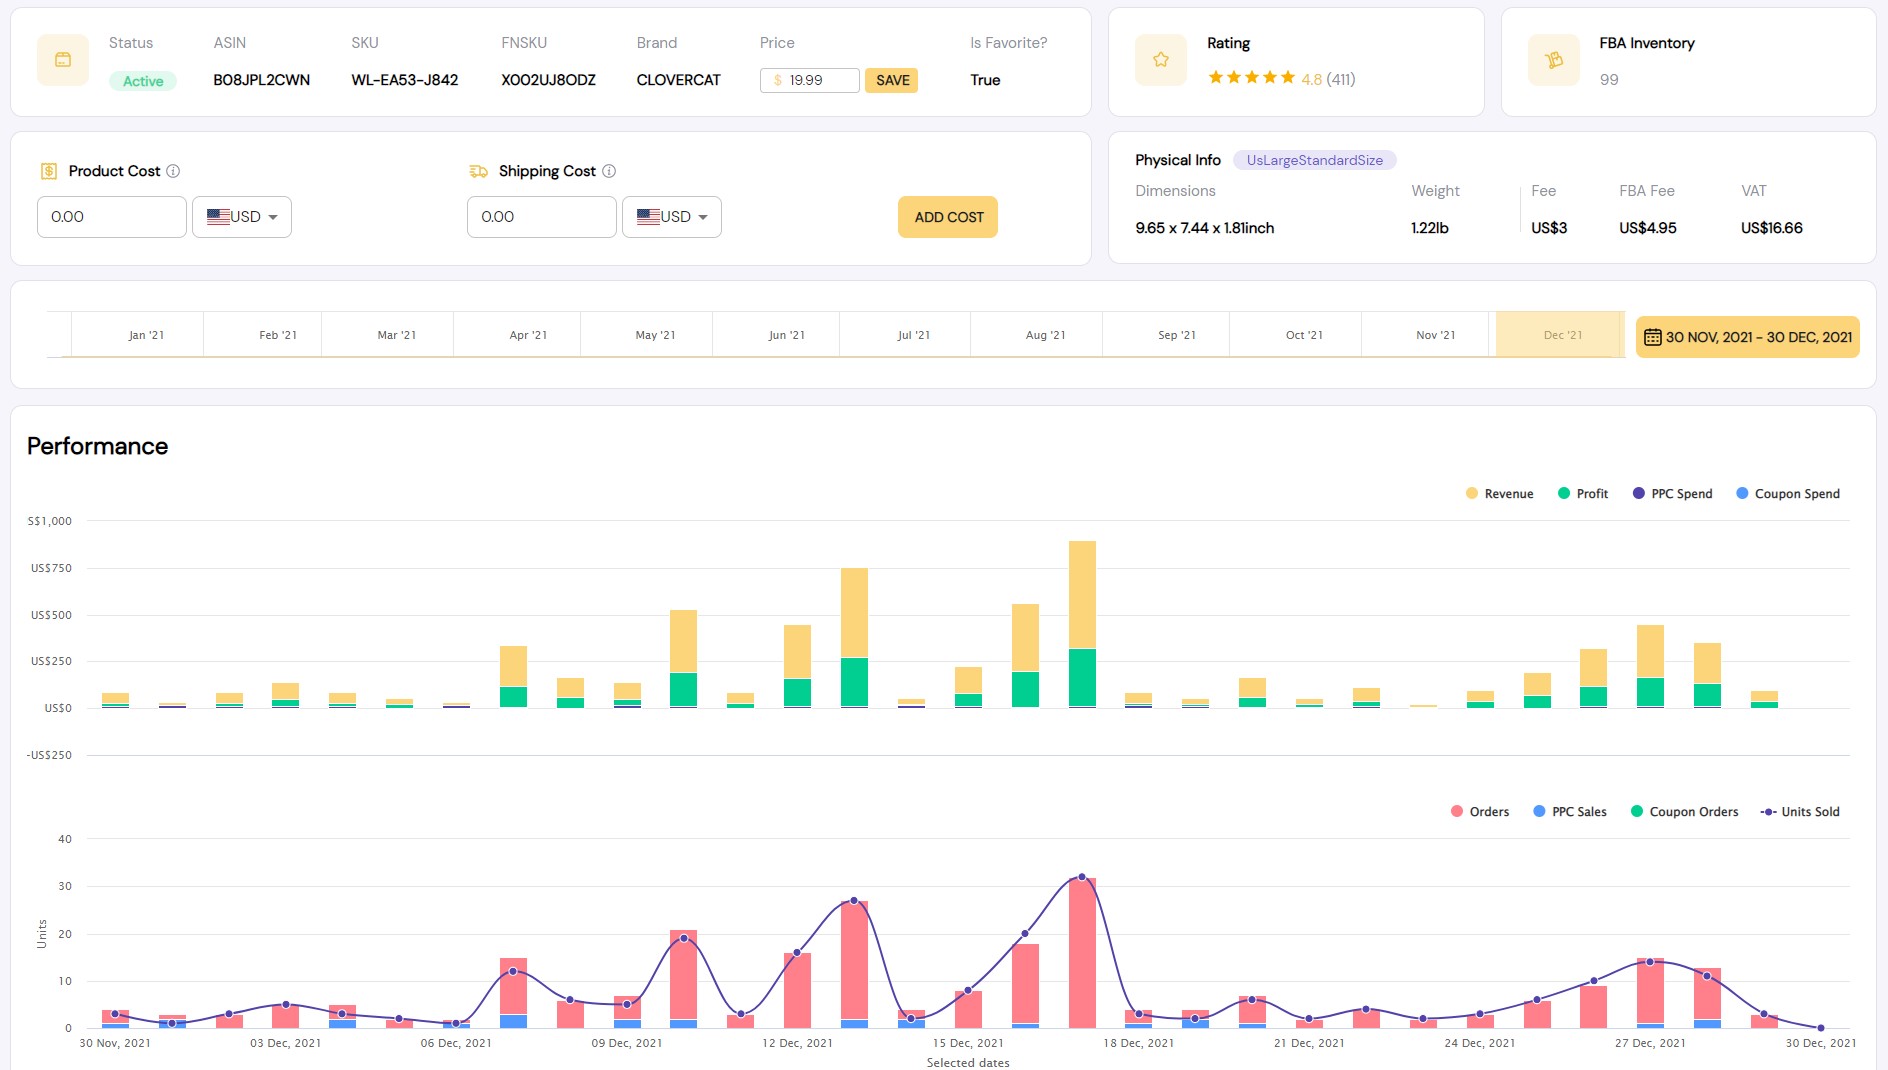 Status ASIN SKU FNSKU Brand Price Is Favorite?
Active B08JPL2CWN WL-EA53-J842 X002UJ8ODZ CLOVERCAT $ 19.99 SAVE True
Rating
4.8 (411)
FBA Inventory
99
Product Cost Shipping Cost
0.00 USD 0.00 USD ADD COST
Physical Info UsLargeStandardSize
Dimensions Weight Fee FBA Fee VAT
9.65 x 7.44 x 1.81inch 1.22lb US$3 US$4.95 US$16.66
Jan '21 Feb '21 Mar '21 Apr '21 May '21 Jun '21 Jul '21 Aug '21 Sep '21 Oct '21 Nov '21 Dec '21
30 NOV, 2021 - 30 DEC, 2021
Performance
Revenue Profit PPC Spend Coupon Spend
S$1,000
US$750
US$500
US$250
US$0
-US$250
Orders PPC Sales Coupon Orders Units Sold
40
30
20
10
0
Units
30 Nov, 2021 03 Dec, 2021 06 Dec, 2021 09 Dec, 2021 12 Dec, 2021 15 Dec, 2021 18 Dec, 2021 21 Dec, 2021 24 Dec, 2021 27 Dec, 2021 30 Dec, 2021
Selected dates